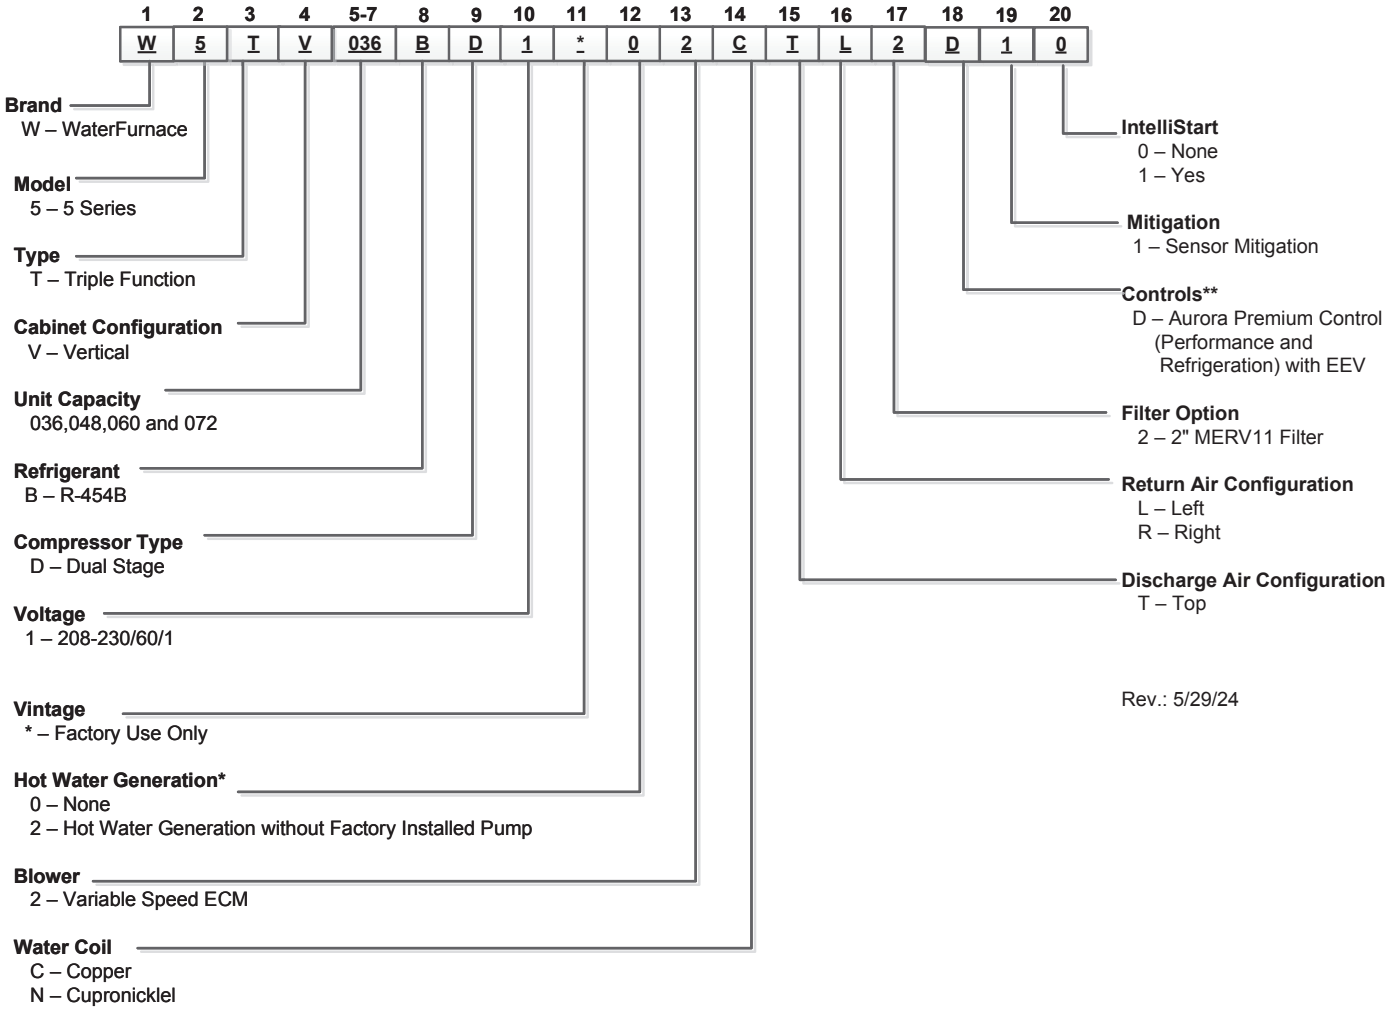 1 2 3 4 5-7 8 9 10 11 12 13 14 15 16 17 18 19 20
W 5 T V 036 B D 1 * 0 2 C T L 2 D 1 0
Brand
W – WaterFurnace
Model
5 – 5 Series
Type
T – Triple Function
Cabinet Configuration
V – Vertical
Unit Capacity
036,048,060 and 072
Refrigerant
B – R-454B
Compressor Type
D – Dual Stage
Voltage
1 – 208-230/60/1
Vintage
* – Factory Use Only
Hot Water Generation*
0 – None
2 – Hot Water Generation without Factory Installed Pump
Blower
2 – Variable Speed ECM
Water Coil
C – Copper
N – Cupronicklel
IntelliStart
0 – None
1 – Yes
Mitigation
1 – Sensor Mitigation
Controls**
D – Aurora Premium Control
(Performance and
Refrigeration) with EEV
Filter Option
2 – 2" MERV11 Filter
Return Air Configuration
L – Left
R – Right
Discharge Air Configuration
T – Top
Rev.: 5/29/24